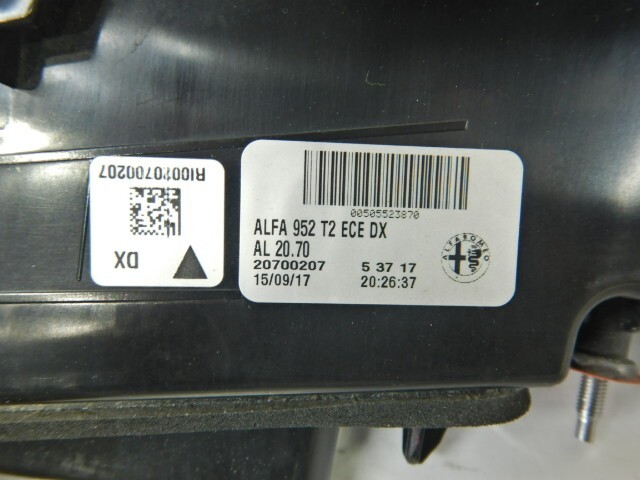 RI0020700207
DX
00505523870
ALFA 952 T2 ECE DX
AL 20.70
20700207 5 37 17
15/09/17 20:26:37
ALFA ROMEO